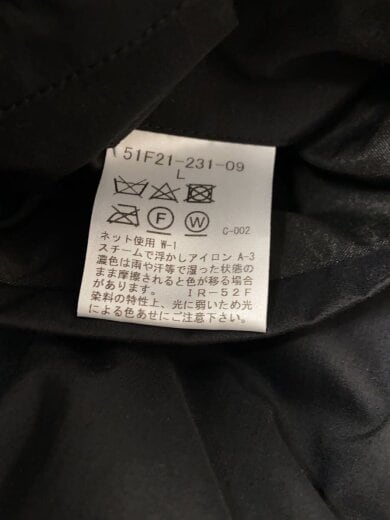 51F21-231-09
L
F W C-002
ネット使用 W-1
スチームで浮かしアイロン A-3
濃色は雨や汗等で湿った状態の
まま摩擦されると色が移る場合
があります。 IR-52F
染料の特性上、光に弱いため光
による色あせにご注意下さい。